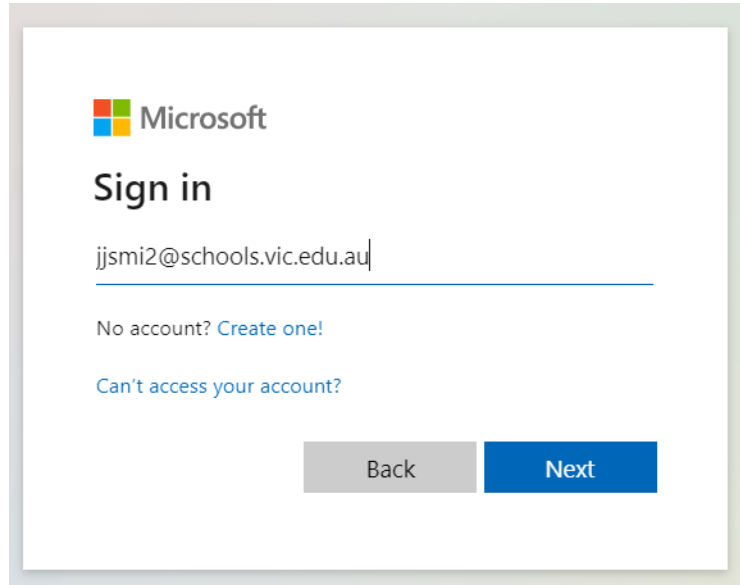 Microsoft
Sign in
jjsmi2@schools.vic.edu.au
No account? Create one!
Can't access your account?
Back Next